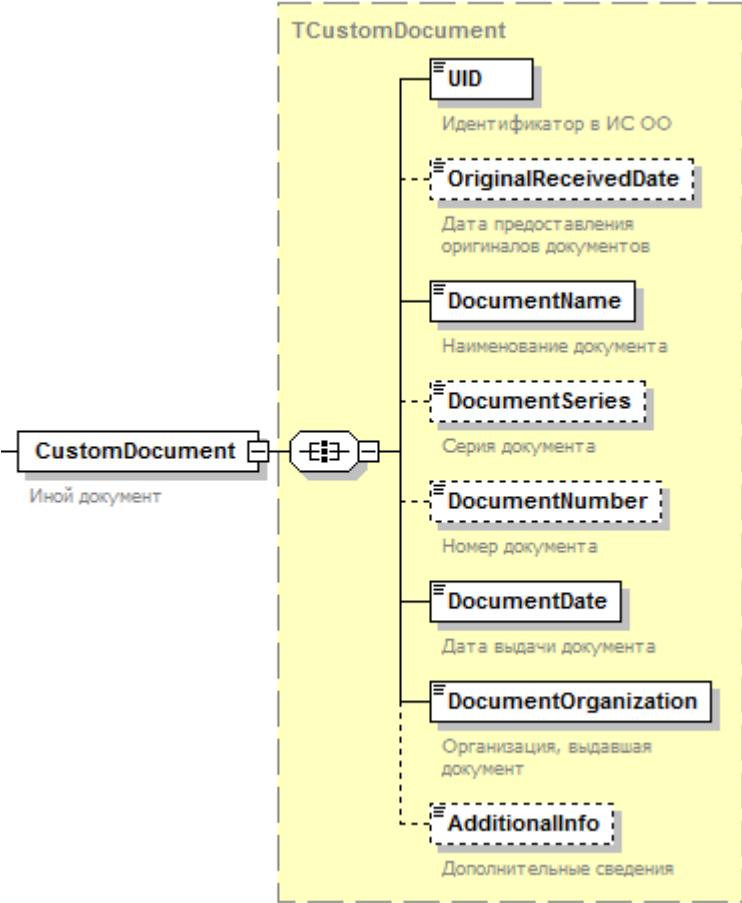 TCustomDocument
UID
Идентификатор в ИС ОО
OriginalReceivedDate
Дата предоставления
оригиналов документов
DocumentName
Наименование документа
DocumentSeries
Серия документа
CustomDocument
Иной документ
DocumentNumber
Номер документа
DocumentDate
Дата выдачи документа
DocumentOrganization
Организация, выдавшая
документ
AdditionalInfo
Дополнительные сведения